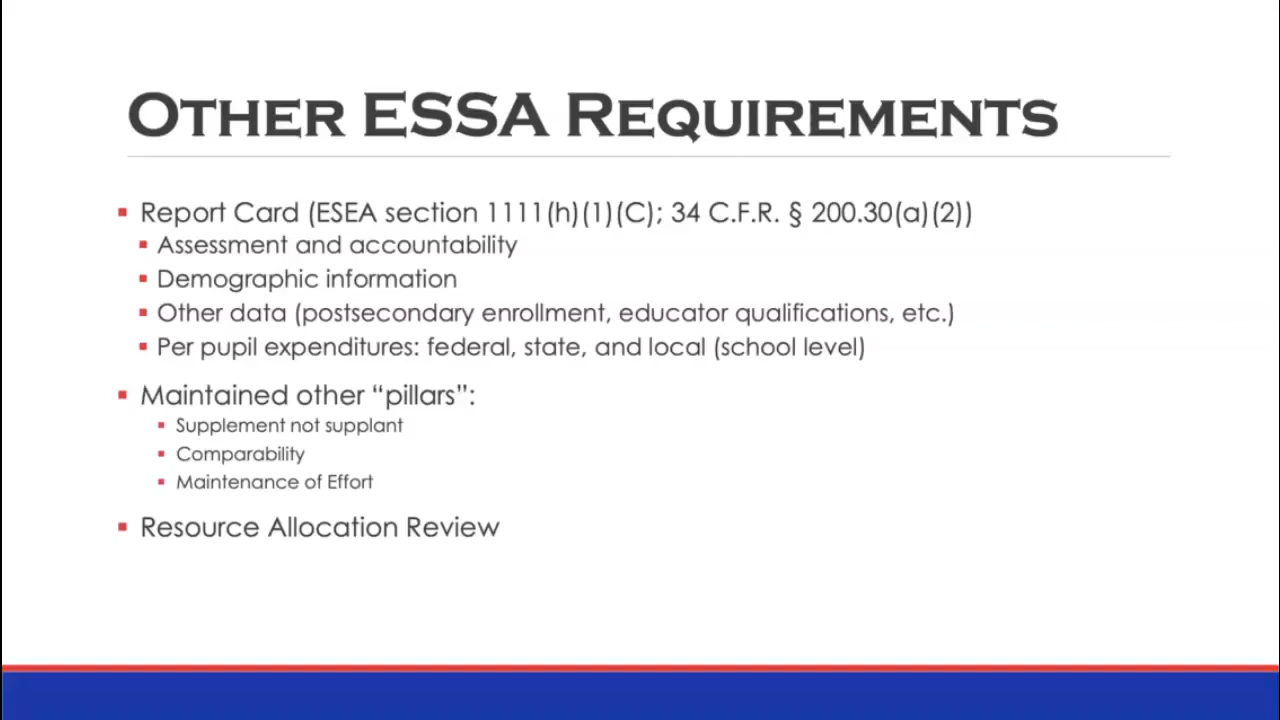 OTHER ESSA REQUIREMENTS
Report Card (ESEA section 1111(h)(1)(C); 34 C.F.R. § 200.30(a)(2))
Assessment and accountability
Demographic information
Other data (postsecondary enrollment, educator qualifications, etc.)
Per pupil expenditures: federal, state, and local (school level)
Maintained other “pillars”:
Supplement not supplant
Comparability
Maintenance of Effort
Resource Allocation Review